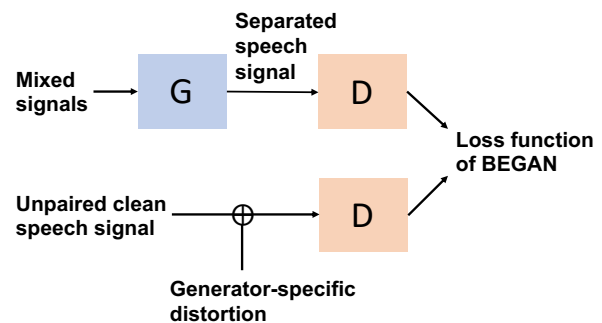 Separated
speech
signal
Mixed
signals
G
D
Loss function
of BEGAN
Unpaired clean
speech signal
D
Generator-specific
distortion